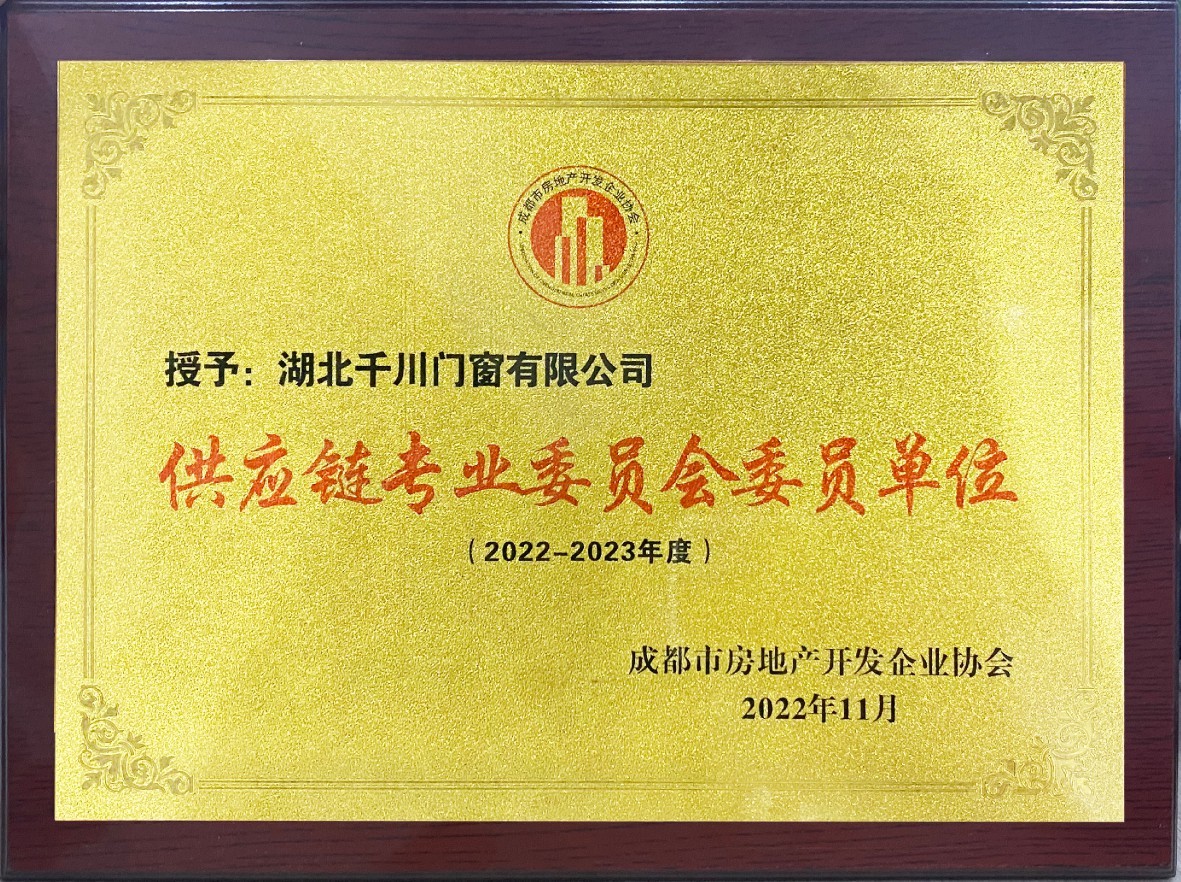 成都市房地产开发企业协会
授予：湖北千川门窗有限公司
供应链专业委员会委员单位
（2022-2023年度）
成都市房地产开发企业协会
2022年11月